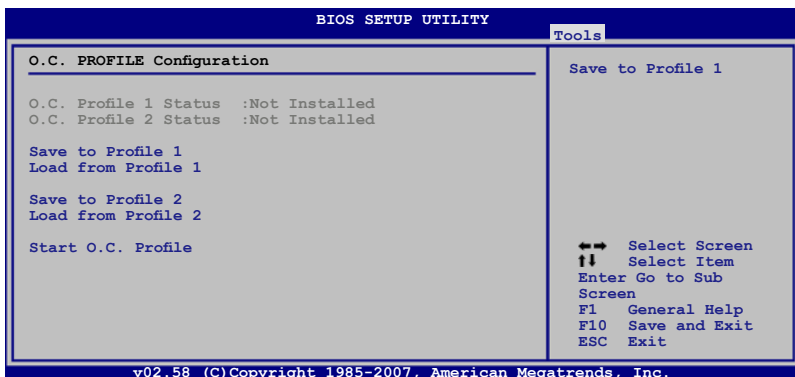 BIOS SETUP UTILITY
Tools
O.C. PROFILE Configuration
O.C. Profile 1 Status :Not Installed
O.C. Profile 2 Status :Not Installed
Save to Profile 1
Load from Profile 1
Save to Profile 2
Load from Profile 2
Start O.C. Profile
Save to Profile 1
Select Screen
Select Item
Enter Go to Sub
Screen
F1 General Help
F10 Save and Exit
ESC Exit
v02.58 (C)Copyright 1985-2007, American Megatrends, Inc.